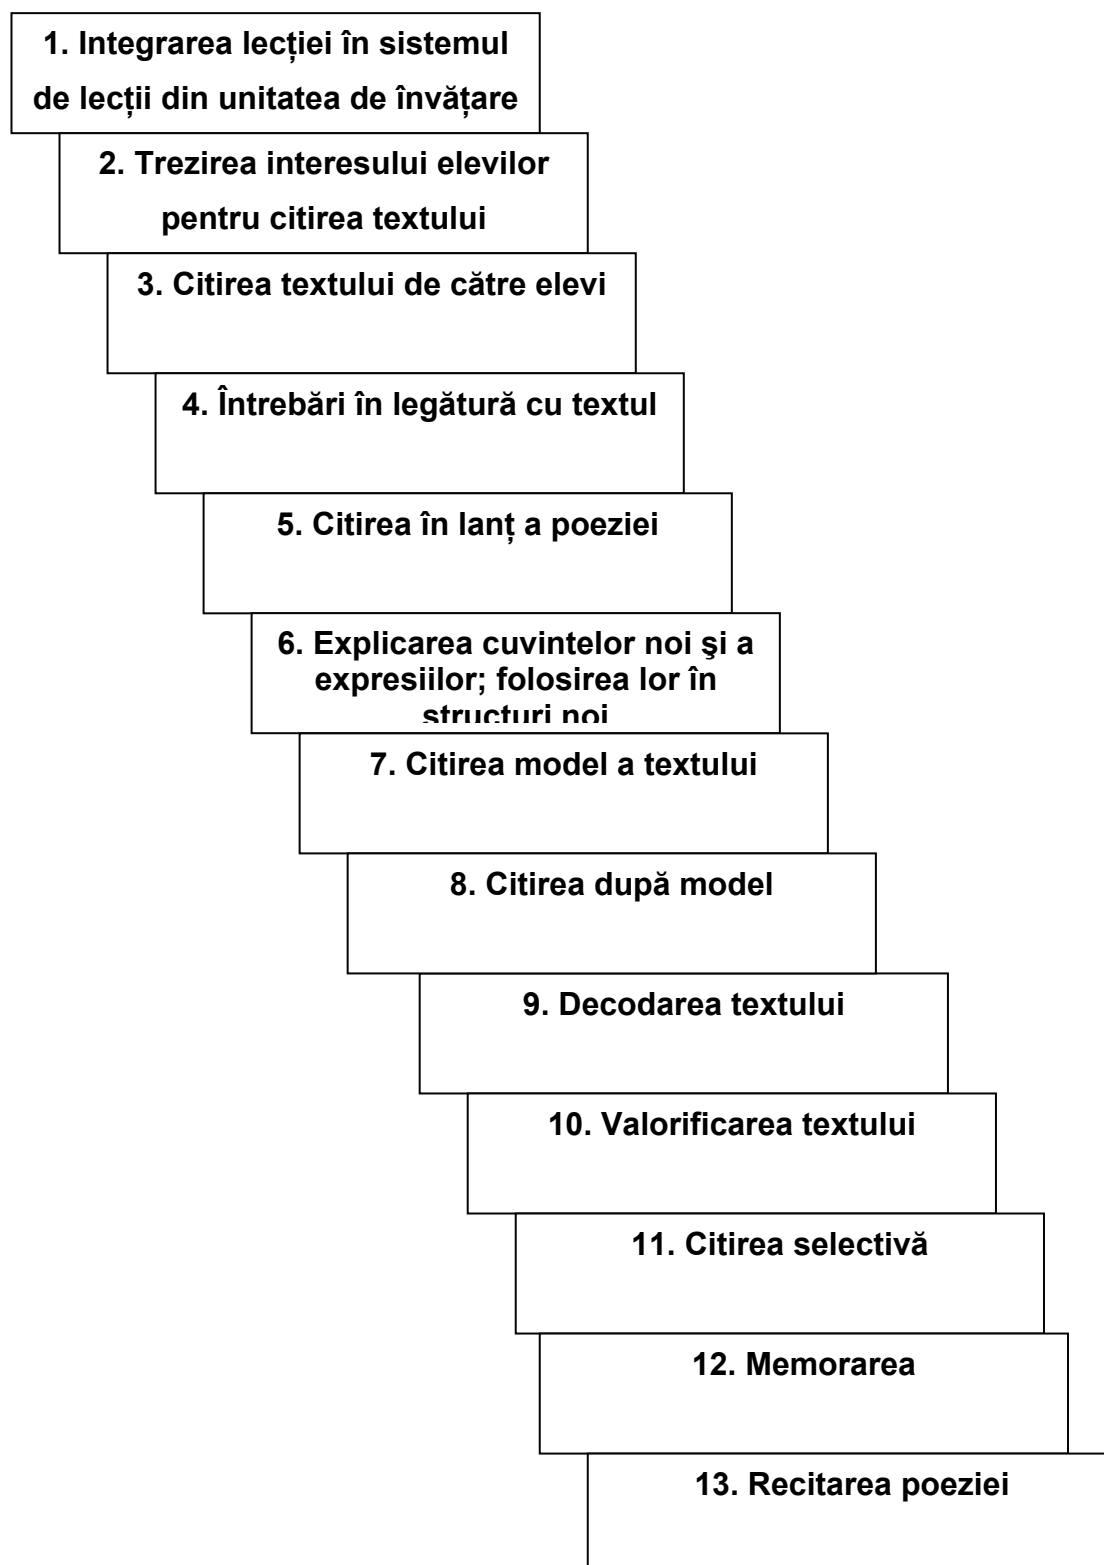 1. Integrarea lecției în sistemul
de lecții din unitatea de învățare
2. Trezirea interesului elevilor
pentru citirea textului
3. Citirea textului de către elevi
4. Întrebări în legătură cu textul
5. Citirea în lanț a poeziei
6. Explicarea cuvintelor noi şi a
expresiilor; folosirea lor în
structuri noi
7. Citirea model a textului
8. Citirea după model
9. Decodarea textului
10. Valorificarea textului
11. Citirea selectivă
12. Memorarea
13. Recitarea poeziei